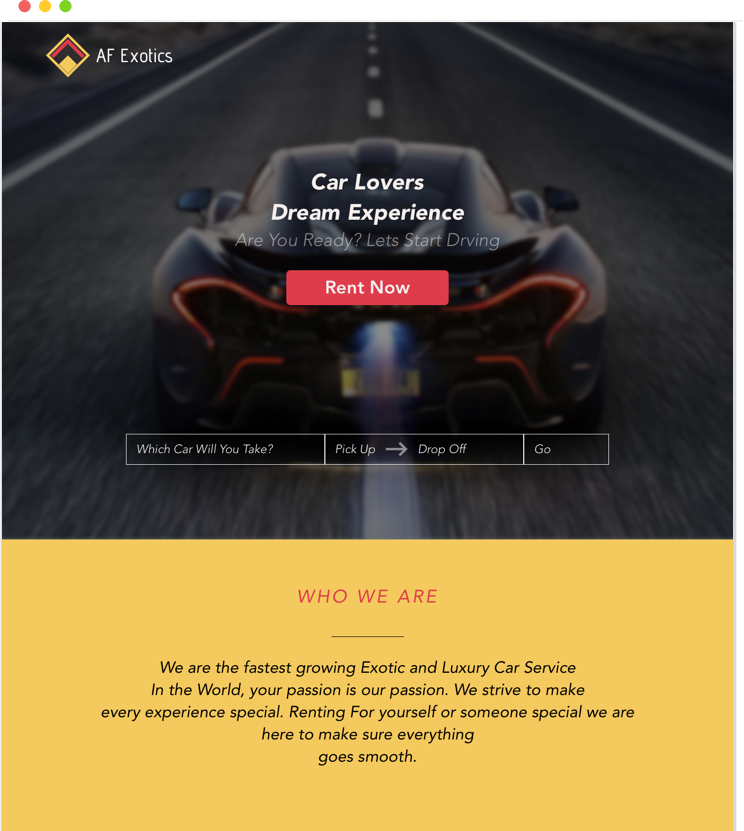 AF Exotics
Car Lovers
Dream Experience
Are You Ready? Lets Start Drving
Rent Now
Which Car Will You Take? Pick Up Drop Off Go
WHO WE ARE
We are the fastest growing Exotic and Luxury Car Service
In the World, your passion is our passion. We strive to make
every experience special. Renting For yourself or someone special we are
here to make sure everything
goes smooth.